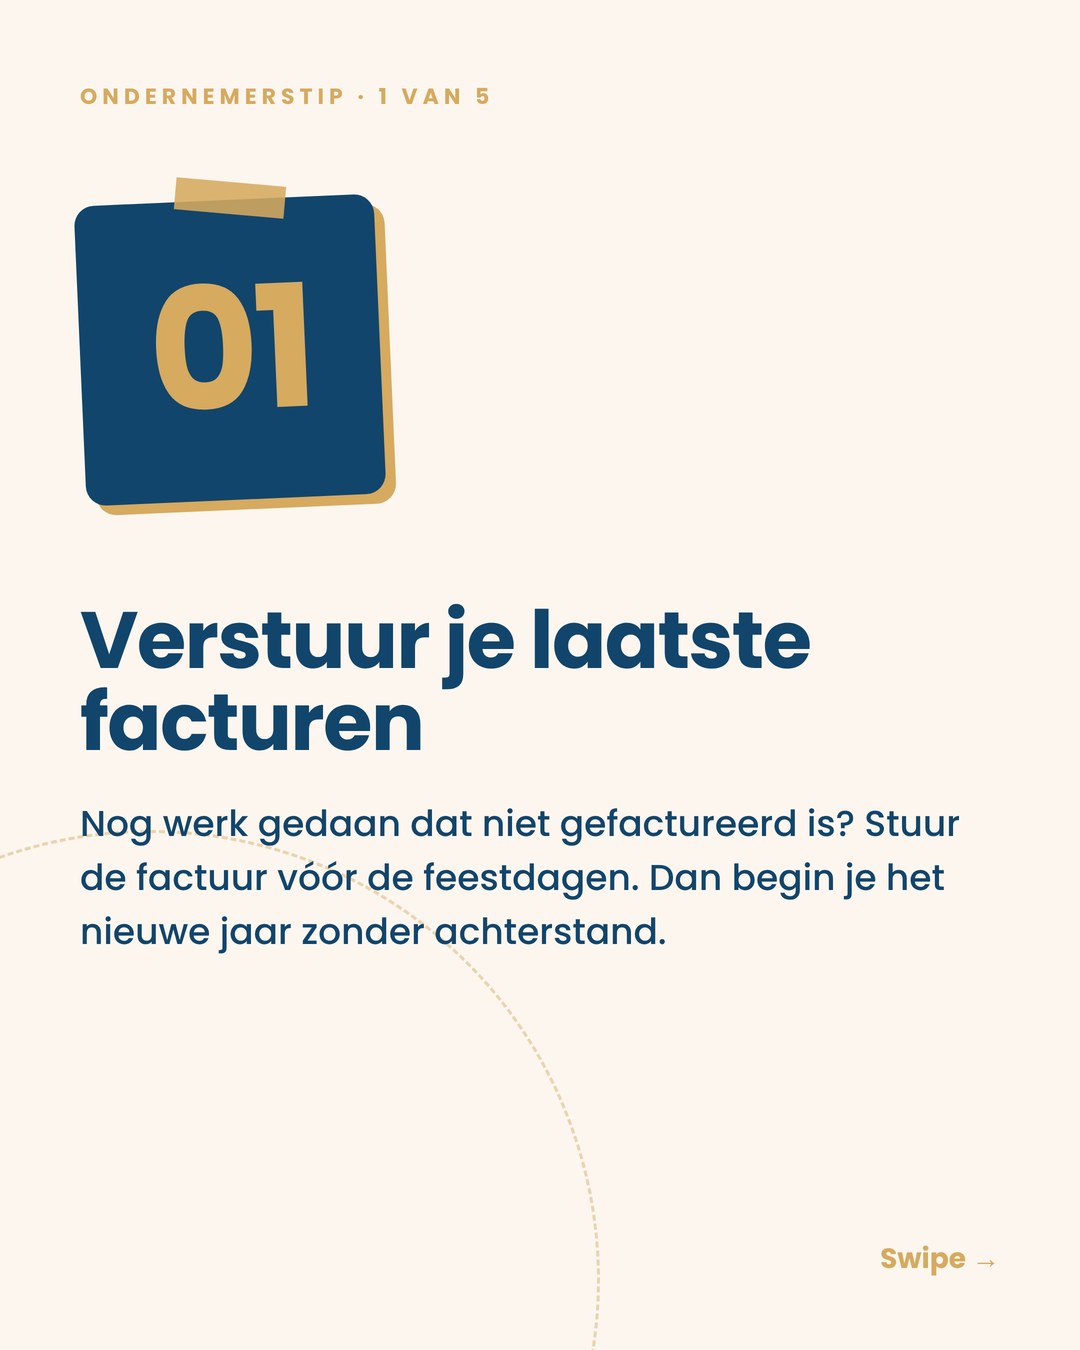 ONDERNEMERSTIP · 1 VAN 5
01
Verstuur je laatste
facturen
Nog werk gedaan dat niet gefactureerd is? Stuur
de factuur vóór de feestdagen. Dan begin je het
nieuwe jaar zonder achterstand.
Swipe →